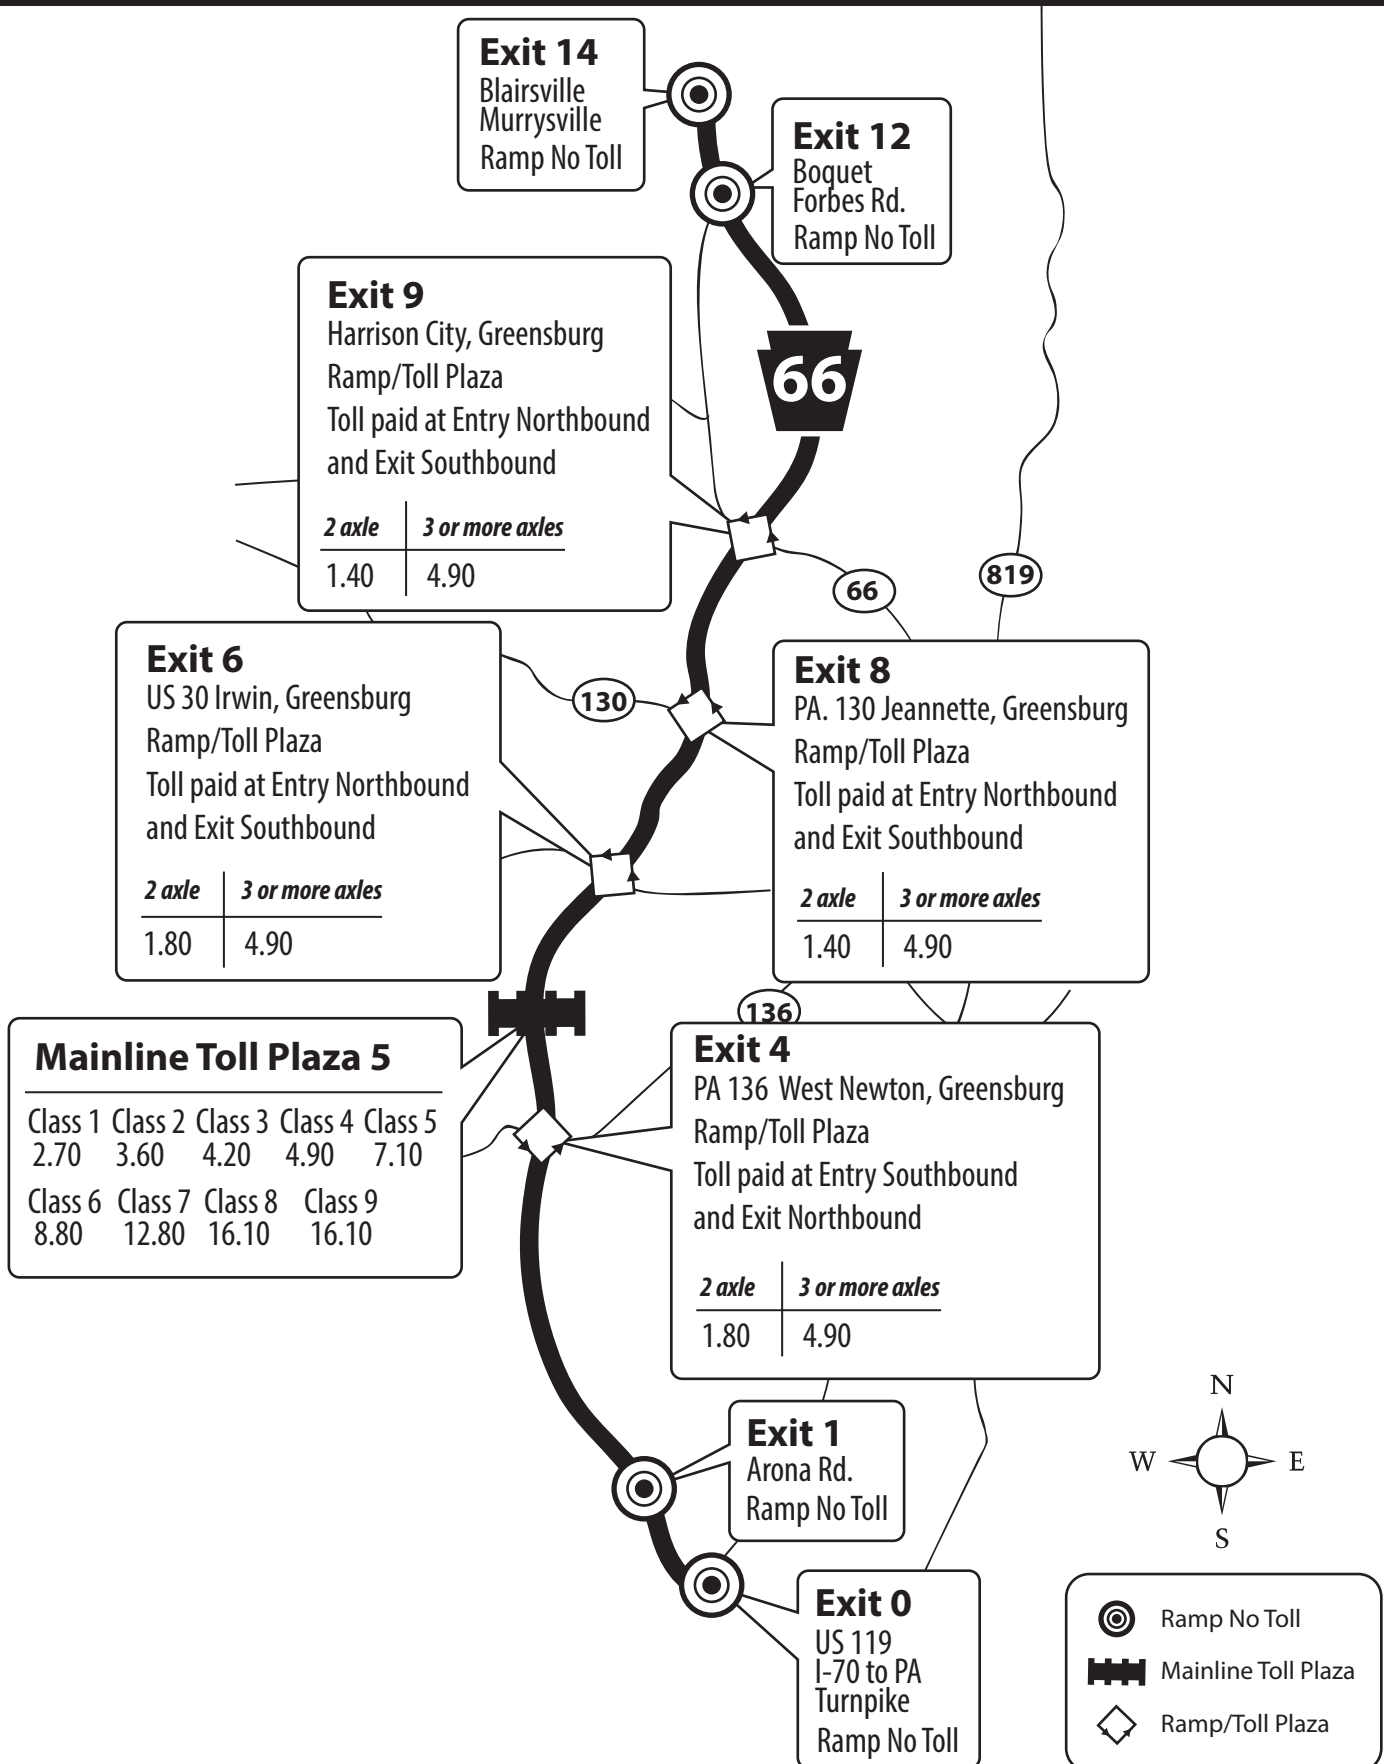 Exit 14
Blairsville
Murrysville
Ramp No Toll
Exit 12
Boquet
Forbes Rd.
Ramp No Toll
Exit 9
Harrison City, Greensburg
Ramp/Toll Plaza
Toll paid at Entry Northbound
and Exit Southbound
2 axle 3 or more axles
1.40 4.90
66
66
819
Exit 6
US 30 Irwin, Greensburg
Ramp/Toll Plaza
Toll paid at Entry Northbound
and Exit Southbound
2 axle 3 or more axles
1.80 4.90
130
Exit 8
PA. 130 Jeannette, Greensburg
Ramp/Toll Plaza
Toll paid at Entry Northbound
and Exit Southbound
2 axle 3 or more axles
1.40 4.90
136
Mainline Toll Plaza 5
Class 1 Class 2 Class 3 Class 4 Class 5
2.70 3.60 4.20 4.90 7.10
Class 6 Class 7 Class 8 Class 9
8.80 12.80 16.10 16.10
Exit 4
PA 136 West Newton, Greensburg
Ramp/Toll Plaza
Toll paid at Entry Southbound
and Exit Northbound
2 axle 3 or more axles
1.80 4.90
Exit 1
Arona Rd.
Ramp No Toll
Exit 0
US 119
I-70 to PA
Turnpike
Ramp No Toll
N
W E
S
Ramp No Toll
Mainline Toll Plaza
Ramp/Toll Plaza